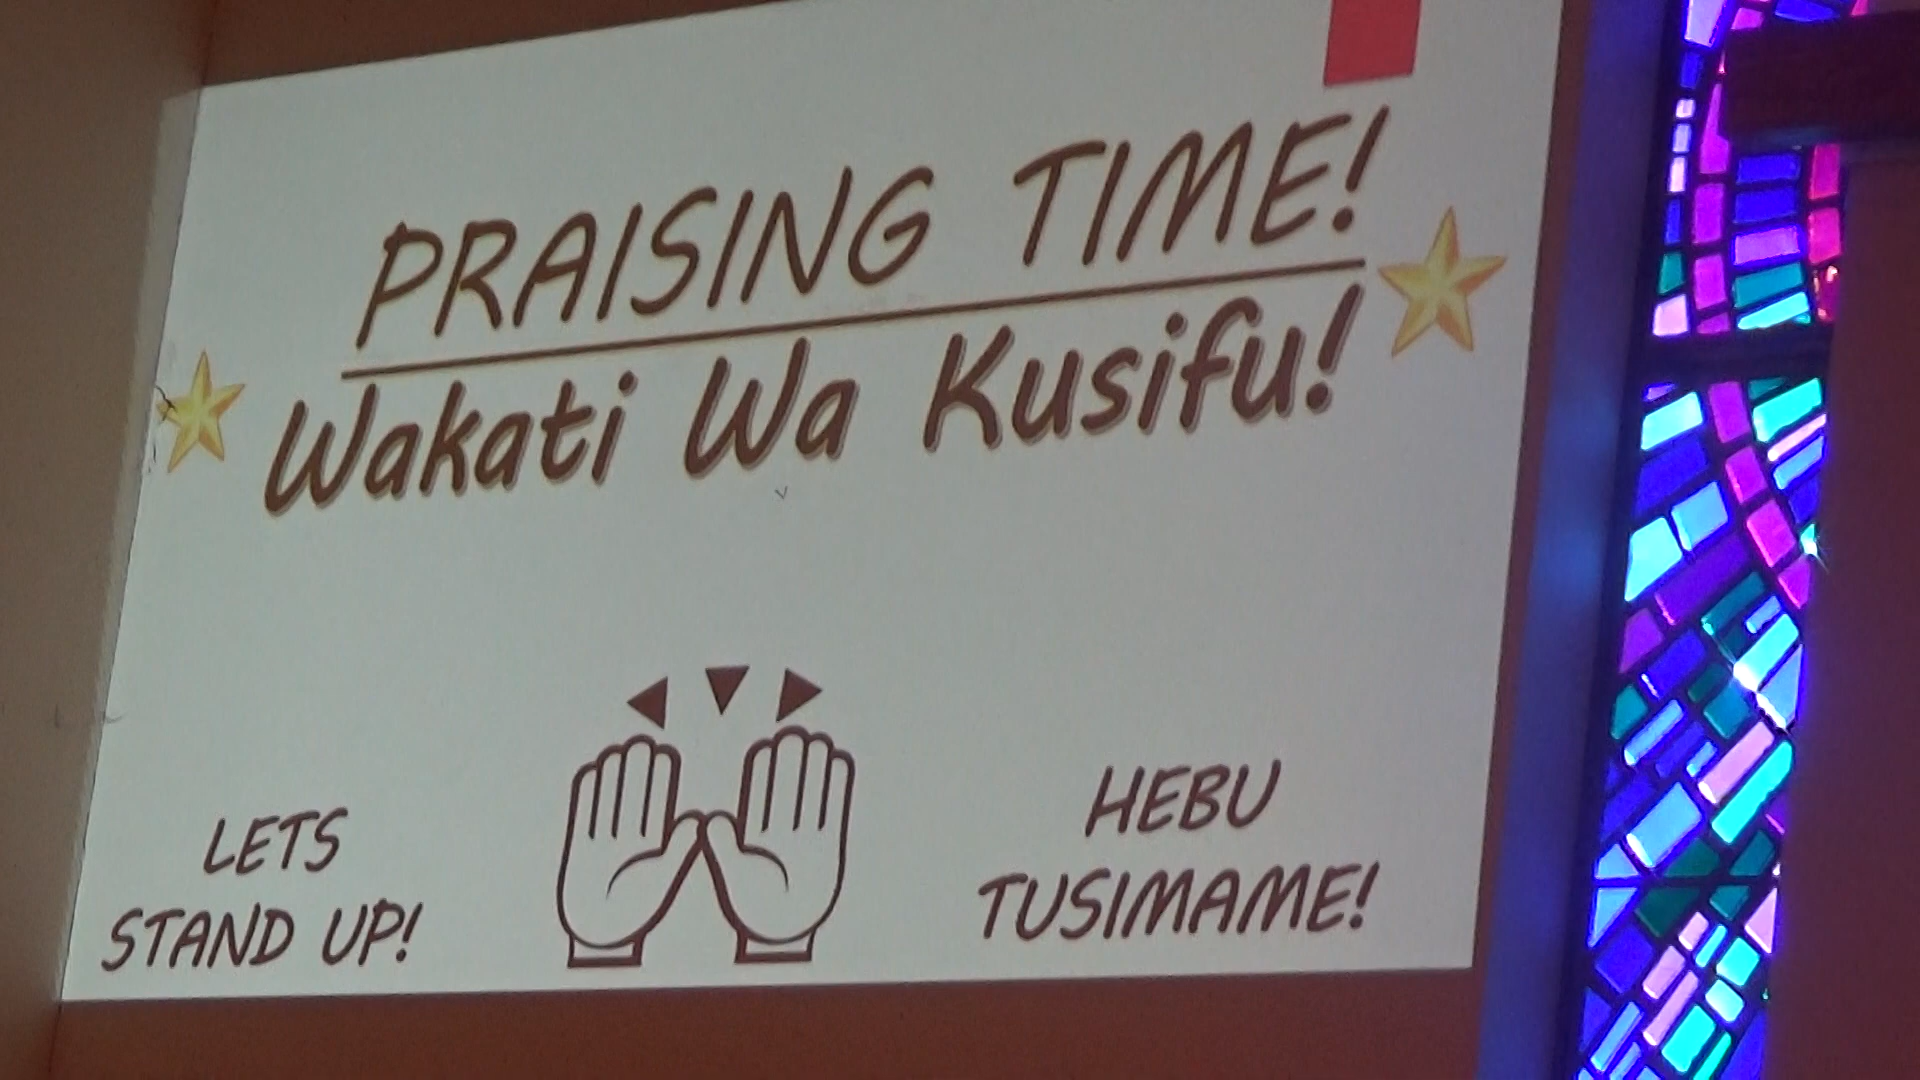 PRAISING TIME!
Wakati Wa Kusifu!
LETS
STAND UP!
HEBU
TUSIMAME!